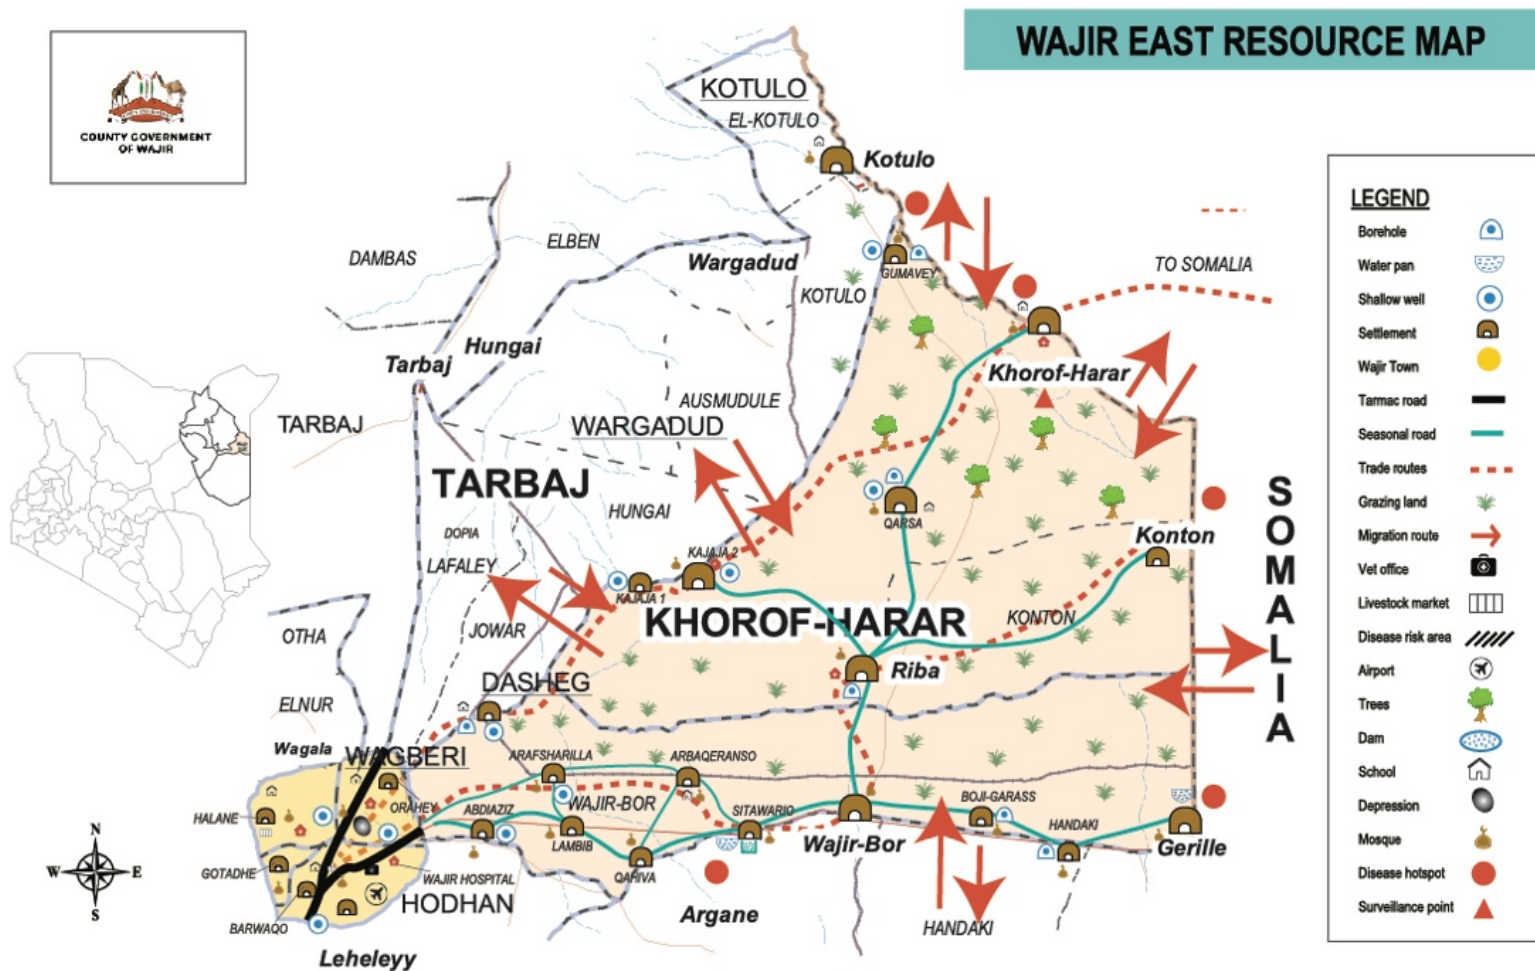 WAJIR EAST RESOURCE MAP
COUNTY GOVERNMENT
OF WAJIR
KOTULO
EL-KOTULO
Kotulo
LEGEND
Borehole
Water pan
Shallow well
Settlement
Wajir Town
Tarmac road
Seasonal road
Trade routes
Grazing land
Migration route
Vet office
Livestock market
Disease risk area
Airport
Trees
Dam
School
Depression
Mosque
Disease hotspot
Surveillance point
DAMBAS
ELBEN
Wargadud
GUMAVEY
KOTULO
TO SOMALIA
Tarbaj
Hungai
Khorof-Harar
TARBAJ
AUSMUDULE
WARGADUD
TARBAJ
HUNGAI
DOPIA
LAFALEY
QARSA
Konton
SOMALIA
KAJAJA 2
KAJAJA 1
KHOROF-HARAR
KONTON
OTHA
JOWAR
Riba
DASHEG
ELNUR
Wagala
WAGBERI
ARAFSHARILLA
ARBAQERANSO
HALANE
ORAHEY
ABDIAZIZ
WAJIR-BOR
SITAWARIO
BOJI-GARASS
HANDAKI
LAMBIB
Wajir-Bor
Gerille
GOTADHE
WAJIR HOSPITAL
QAHIVA
HODHAN
Argane
BARWAQO
HANDAKI
Leheleyy
N
W
E
S